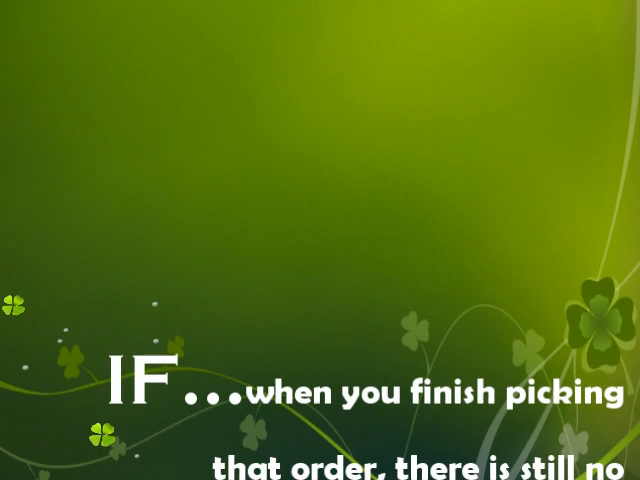 IF...when you finish picking
that order, there is still no